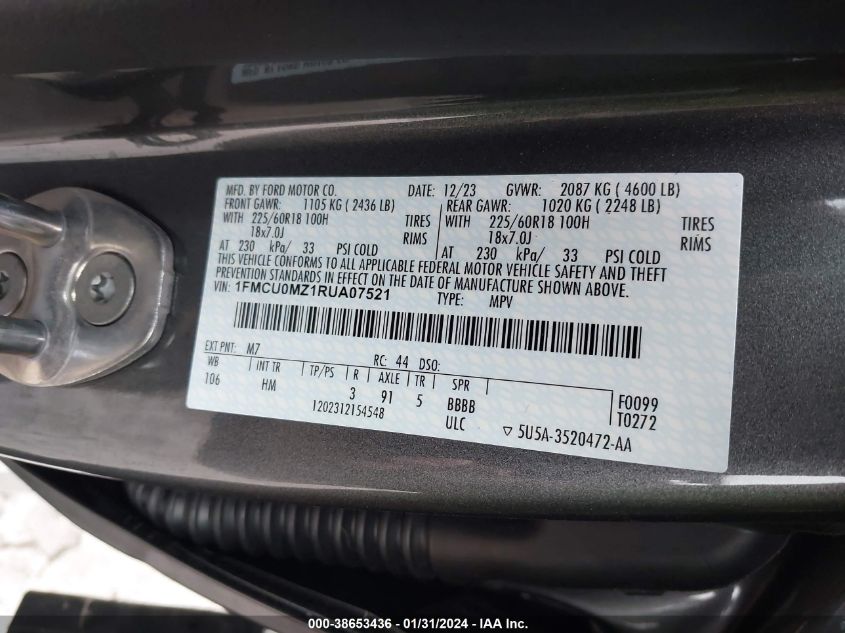 MFD. BY FORD MOTOR CO. DATE: 12/23 GVWR: 2087 KG ( 4600 LB)
FRONT GAWR: 1105 KG ( 2436 LB) REAR GAWR: 1020 KG ( 2248 LB)
WITH 225/60R18 100H TIRES WITH 225/60R18 100H TIRES
18x7.0J RIMS 18x7.0J RIMS
AT 230 kPa/ 33 PSI COLD AT 230 kPa/ 33 PSI COLD
THIS VEHICLE CONFORMS TO ALL APPLICABLE FEDERAL MOTOR VEHICLE SAFETY AND THEFT
PREVENTION STANDARDS IN EFFECT ON THE DATE OF MANUFACTURE SHOWN ABOVE.
VIN: 1FMCU0MZ1RUA07521 TYPE: MPV
EXT PNT: M7 RC: 44 DSO:
WB INT TR TP/PS R AXLE TR SPR
106 HM 3 91 5 BBBB F0099
1202312154548 ULC T0272
▽ 5U5A-3520472-AA
000-38653436 - 01/31/2024 - IAA Inc.